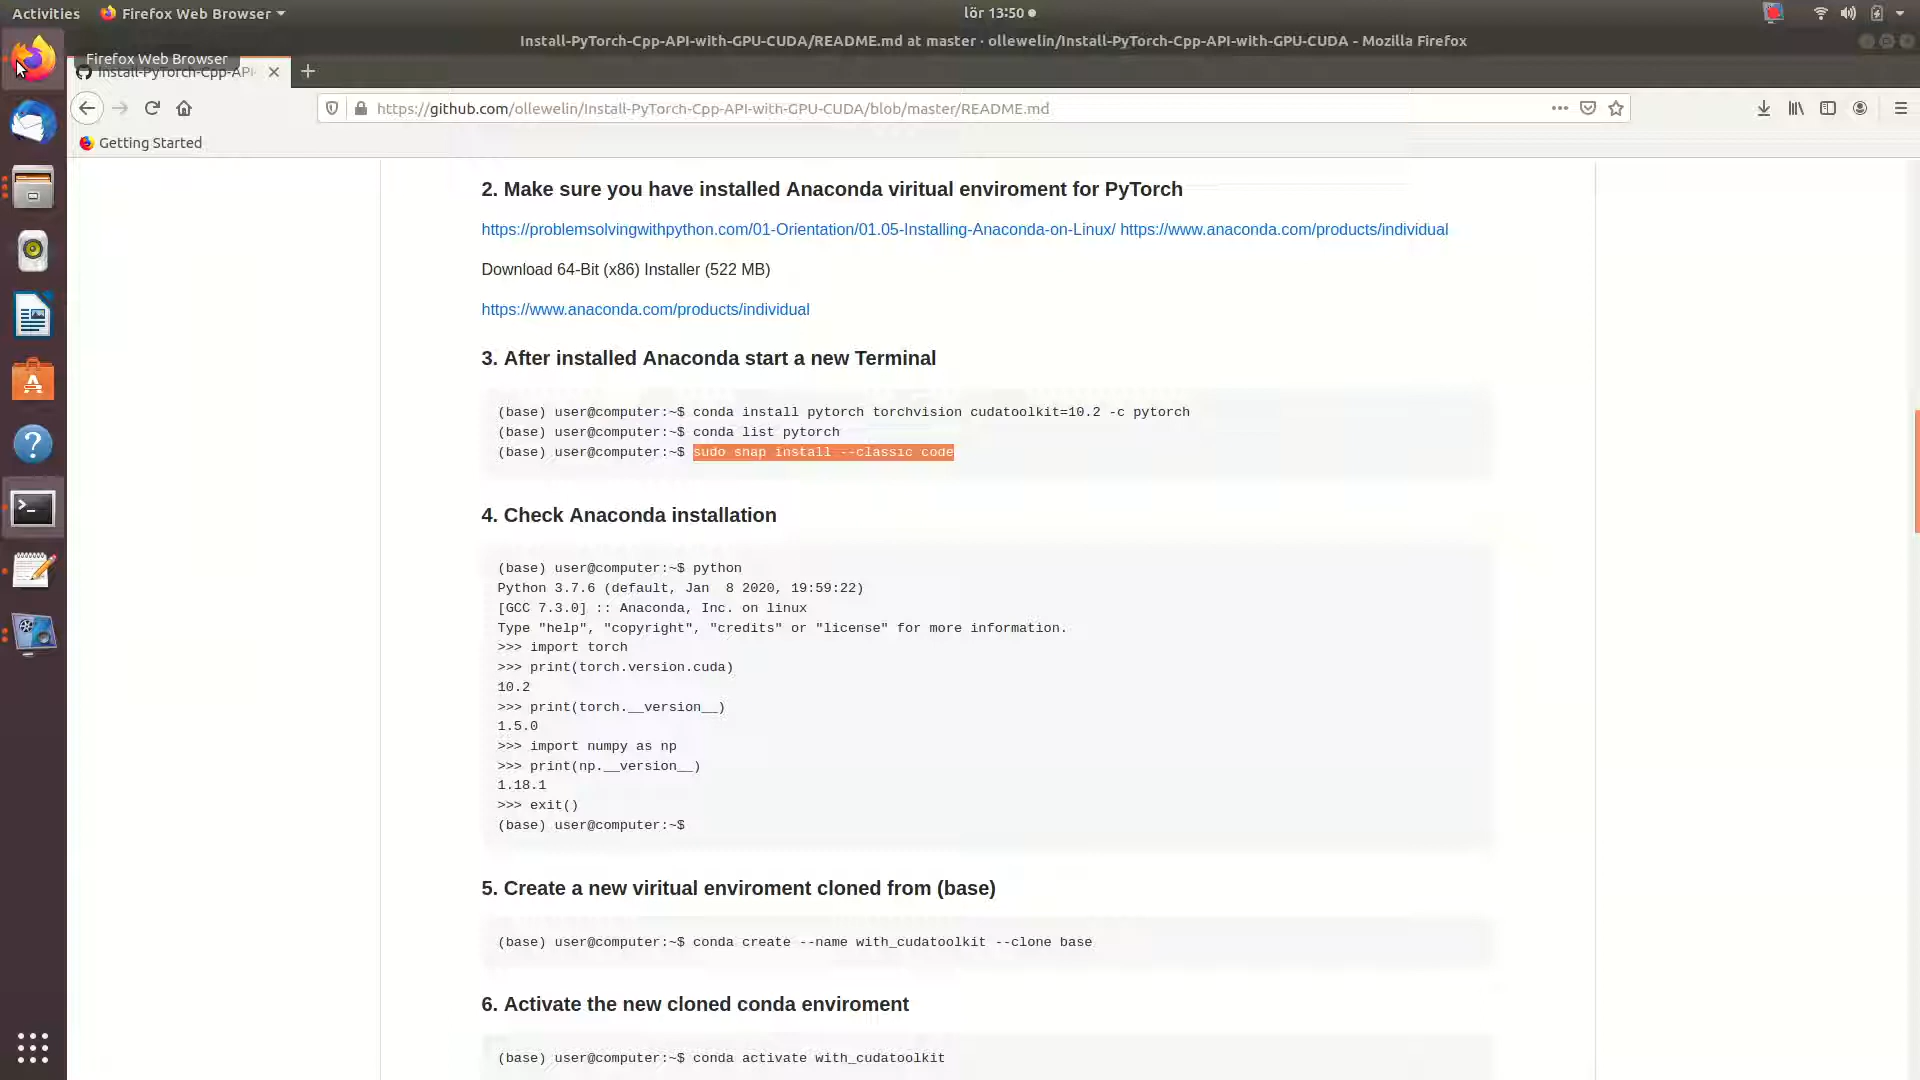 Activities Firefox Web Browser lör 13:50
Install-PyTorch-Cpp-API-with-GPU-CUDA/README.md at master · ollewelin/Install-PyTorch-Cpp-API-with-GPU-CUDA - Mozilla Firefox
Firefox Web Browser
Install-PyTorch-Cpp-API-
https://github.com/ollewelin/Install-PyTorch-Cpp-API-with-GPU-CUDA/blob/master/README.md
Getting Started
2. Make sure you have installed Anaconda viritual enviroment for PyTorch
https://problemsolvingwithpython.com/01-Orientation/01.05-Installing-Anaconda-on-Linux/ https://www.anaconda.com/products/individual
Download 64-Bit (x86) Installer (522 MB)
https://www.anaconda.com/products/individual
3. After installed Anaconda start a new Terminal
(base) user@computer:~$ conda install pytorch torchvision cudatoolkit=10.2 -c pytorch
(base) user@computer:~$ conda list pytorch
(base) user@computer:~$ sudo snap install --classic code
4. Check Anaconda installation
(base) user@computer:~$ python
Python 3.7.6 (default, Jan  8 2020, 19:59:22)
[GCC 7.3.0] :: Anaconda, Inc. on linux
Type "help", "copyright", "credits" or "license" for more information.
>>> import torch
>>> print(torch.version.cuda)
10.2
>>> print(torch.__version__)
1.5.0
>>> import numpy as np
>>> print(np.__version__)
1.18.1
>>> exit()
(base) user@computer:~$
5. Create a new viritual enviroment cloned from (base)
(base) user@computer:~$ conda create --name with_cudatoolkit --clone base
6. Activate the new cloned conda enviroment
(base) user@computer:~$ conda activate with_cudatoolkit